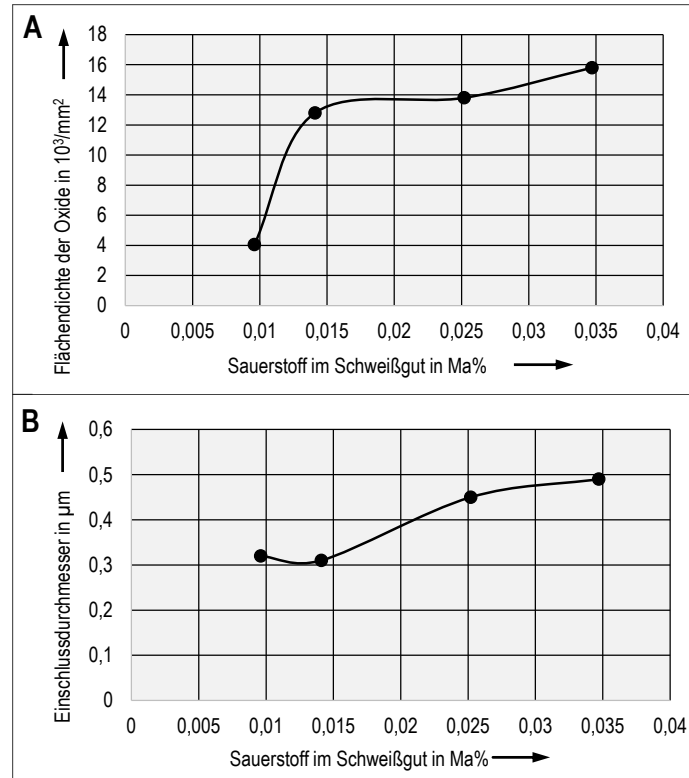 A
Flächendichte der Oxide in 10³/mm²
18
16
14
12
10
8
6
4
2
0
0 0,005 0,01 0,015 0,02 0,025 0,03 0,035 0,04
Sauerstoff im Schweißgut in Ma%
B
Einschlussdurchmesser in µm
0,6
0,5
0,4
0,3
0,2
0,1
0
0 0,005 0,01 0,015 0,02 0,025 0,03 0,035 0,04
Sauerstoff im Schweißgut in Ma%